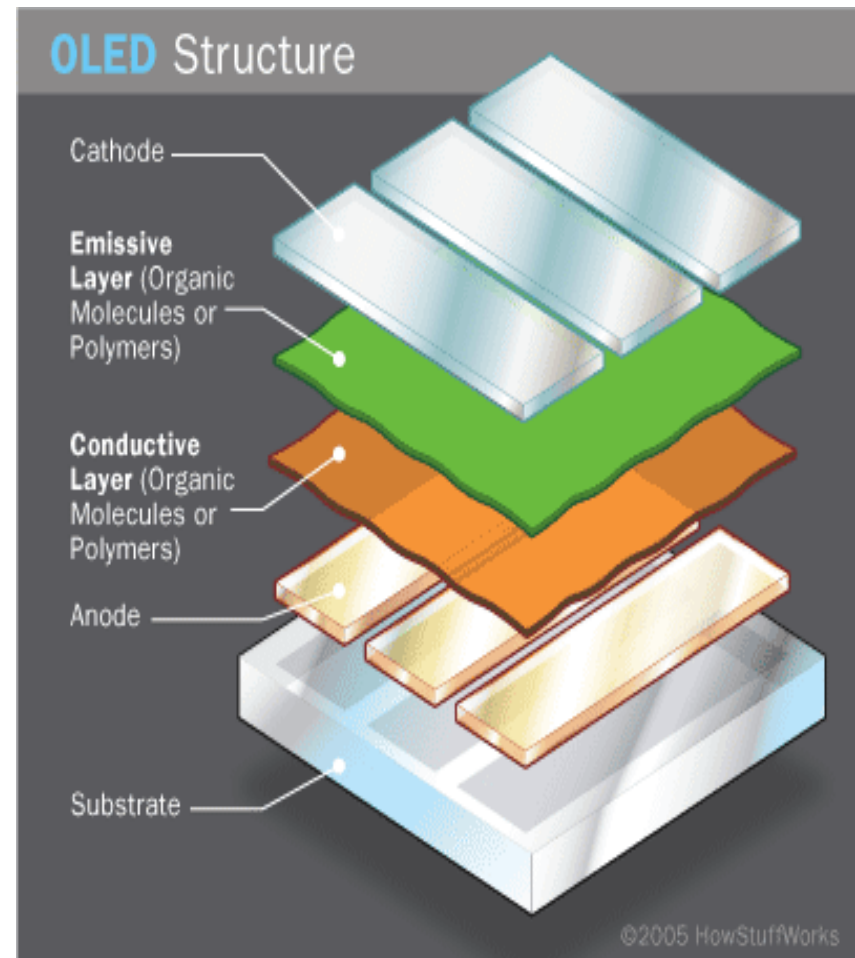 OLED Structure
Cathode
Emissive
Layer (Organic
Molecules or
Polymers)
Conductive
Layer (Organic
Molecules or
Polymers)
Anode
Substrate
©2005 HowStuffWorks